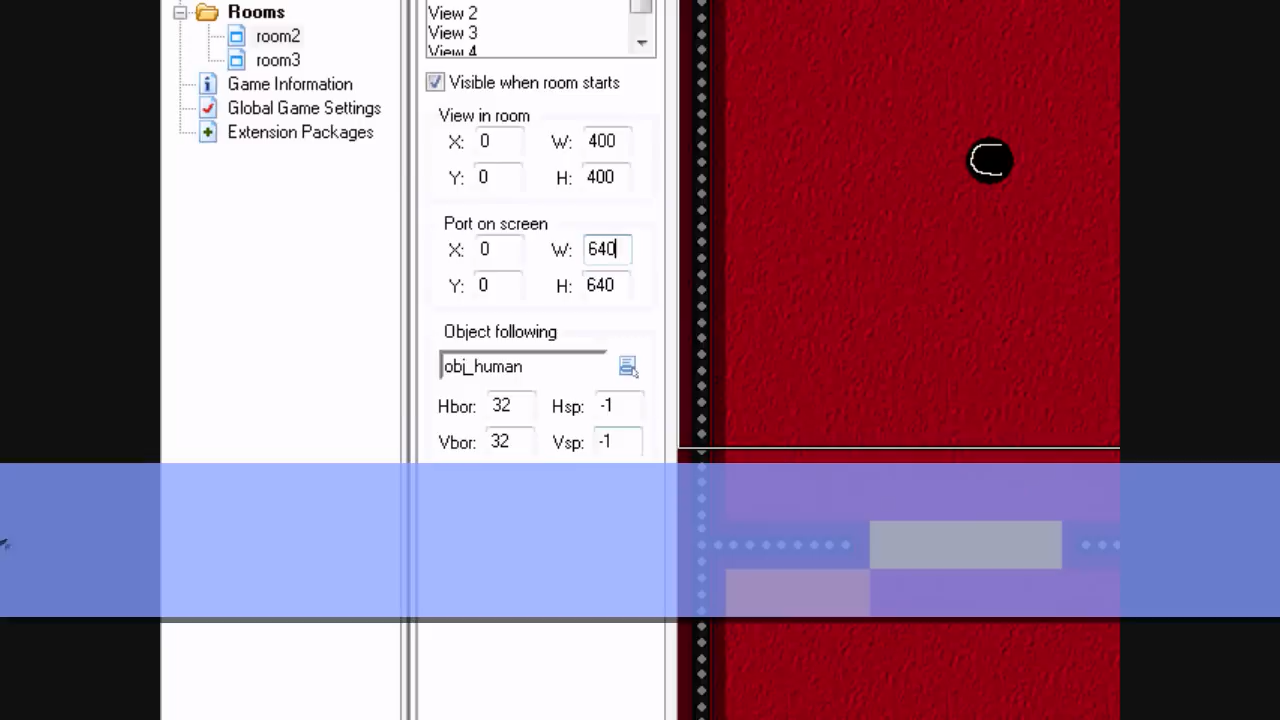 Rooms
room2
room3
Game Information
Global Game Settings
Extension Packages
View 2
View 3
View 4
Visible when room starts
View in room
X: 0 W: 400
Y: 0 H: 400
Port on screen
X: 0 W: 640
Y: 0 H: 640
Object following
obj_human
Hbor: 32 Hsp: -1
Vbor: 32 Vsp: -1